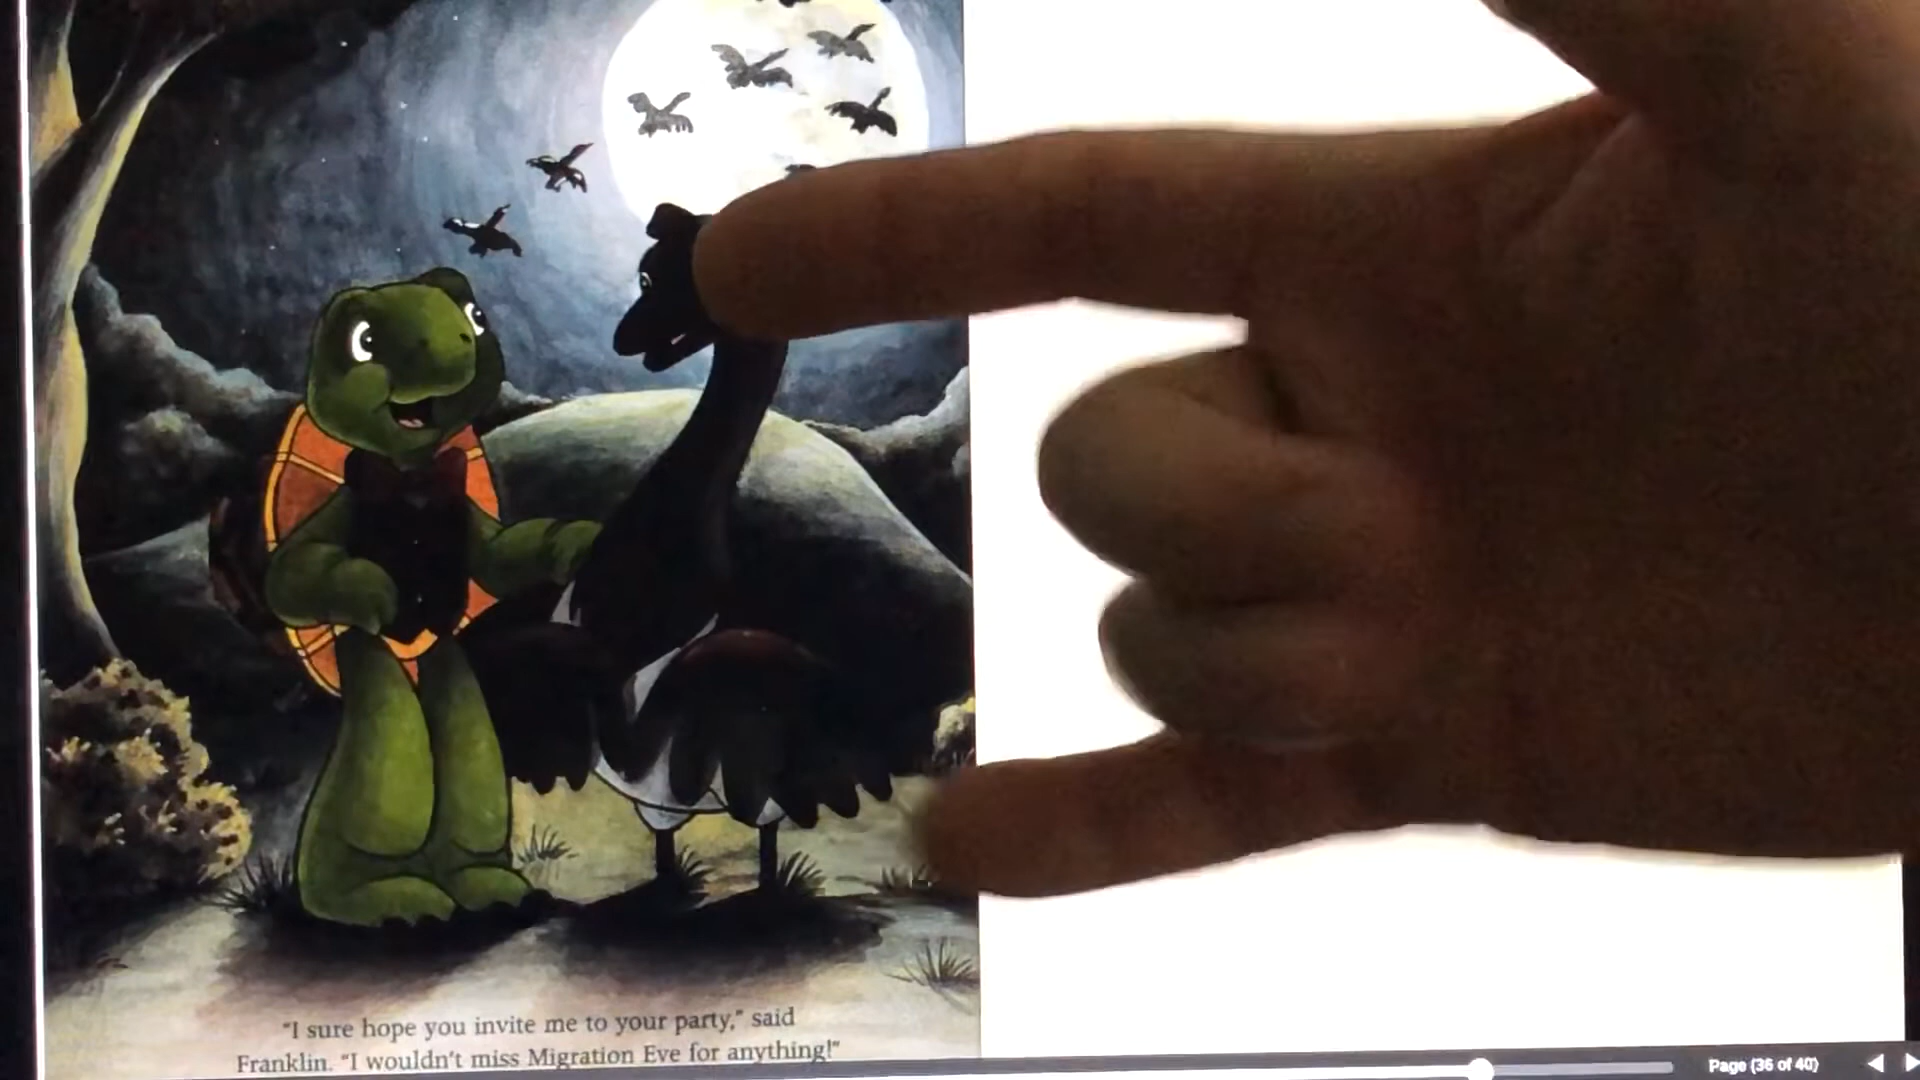 "I sure hope you invite me to your party," said
Franklin. "I wouldn't miss Migration Eve for anything!"
Page (36 of 40)